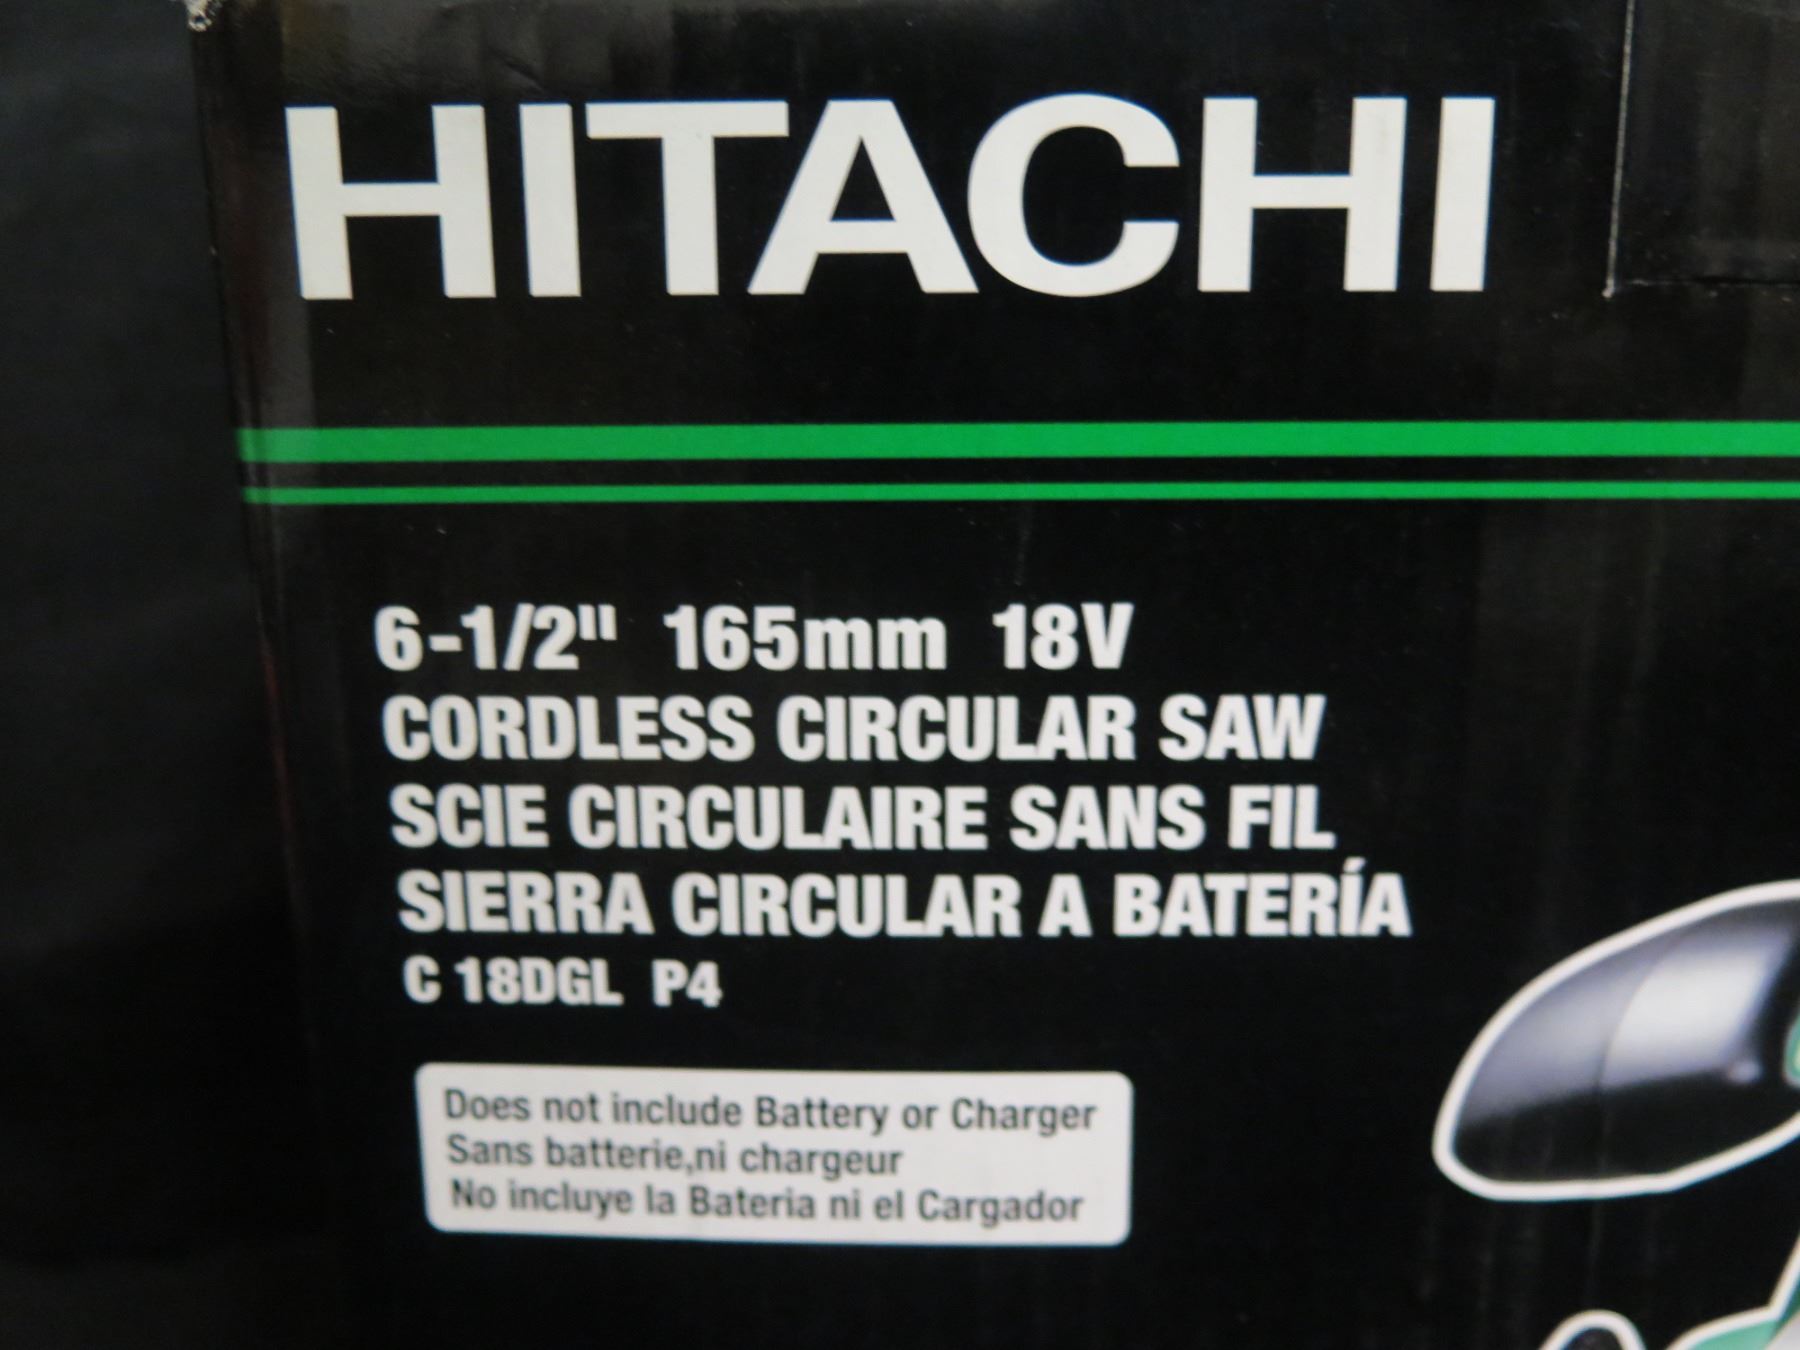 HITACHI
6-1/2" 165mm 18V
CORDLESS CIRCULAR SAW
SCIE CIRCULAIRE SANS FIL
SIERRA CIRCULAR A BATERÍA
C 18DGL P4
Does not include Battery or Charger
Sans batterie,ni chargeur
No incluye la Bateria ni el Cargador